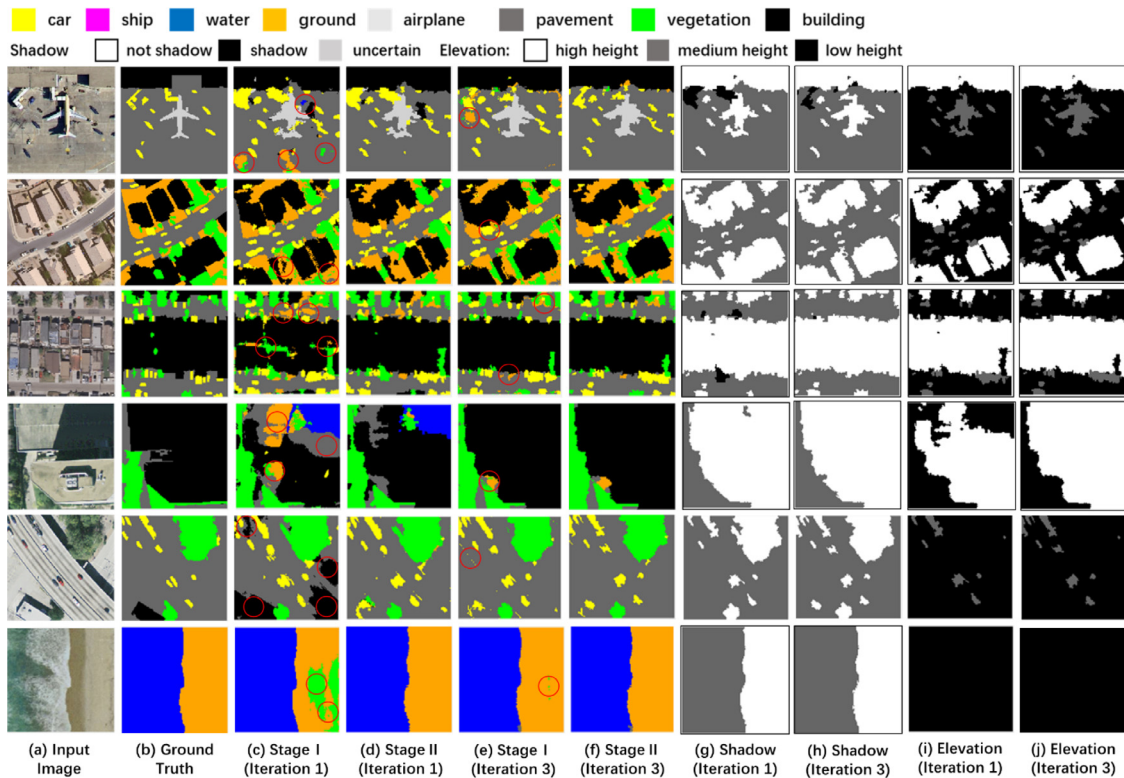 car ship water ground airplane pavement vegetation building
Shadow not shadow shadow uncertain Elevation: high height medium height low height
(a) Input Image
(b) Ground Truth
(c) Stage I (Iteration 1)
(d) Stage II (Iteration 1)
(e) Stage I (Iteration 3)
(f) Stage II (Iteration 3)
(g) Shadow (Iteration 1)
(h) Shadow (Iteration 3)
(i) Elevation (Iteration 1)
(j) Elevation (Iteration 3)